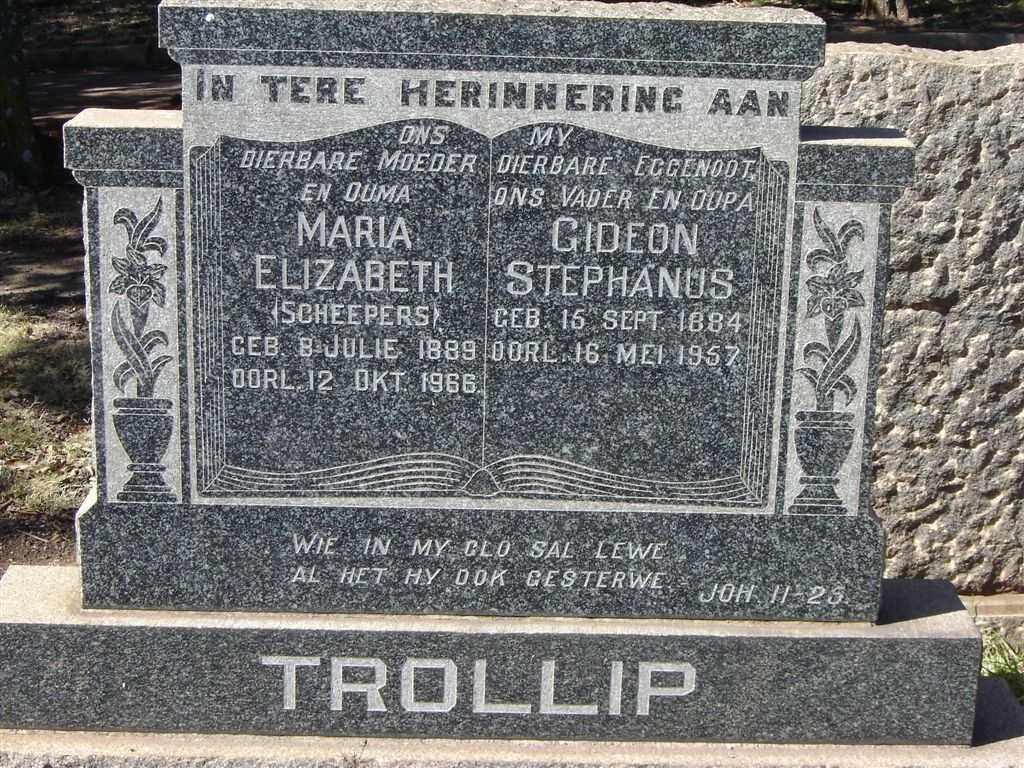 IN TERE HERINNERING AAN
ONS
DIERBARE MOEDER
EN OUMA
MARIA
ELIZABETH
(SCHEEPERS)
GEB. 8 JULIE 1889
OORL. 12 OKT. 1966
MY
DIERBARE EGGENOOT,
ONS VADER EN OUPA
GIDEON
STEPHANUS
GEB. 15 SEPT. 1884
OORL. 16 MEI 1957.
WIE IN MY GLO SAL LEWE
AL HET HY OOK GESTERWE.
JOH. 11-25.
TROLLIP